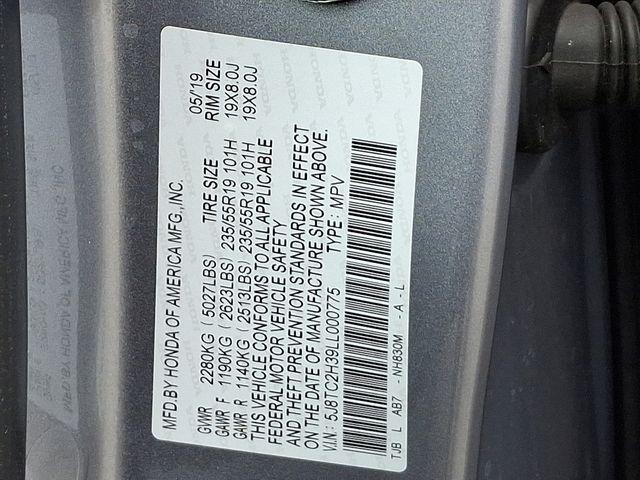 MFD.BY HONDA OF AMERICA MFG.,INC. 05/19
GVWR 2280KG (5027LBS) TIRE SIZE RIM SIZE
GAWR F 1190KG (2623LBS) 235/55R19 101H 19X8.0J
GAWR R 1140KG (2513LBS) 235/55R19 101H 19X8.0J
THIS VEHICLE CONFORMS TO ALL APPLICABLE
FEDERAL MOTOR VEHICLE SAFETY
AND THEFT PREVENTION STANDARDS IN EFFECT
ON THE DATE OF MANUFACTURE SHOWN ABOVE.
V.I.N: 5J8TC2H39LL000775 TYPE: MPV
TJB L AB7 -NH830M -A-L